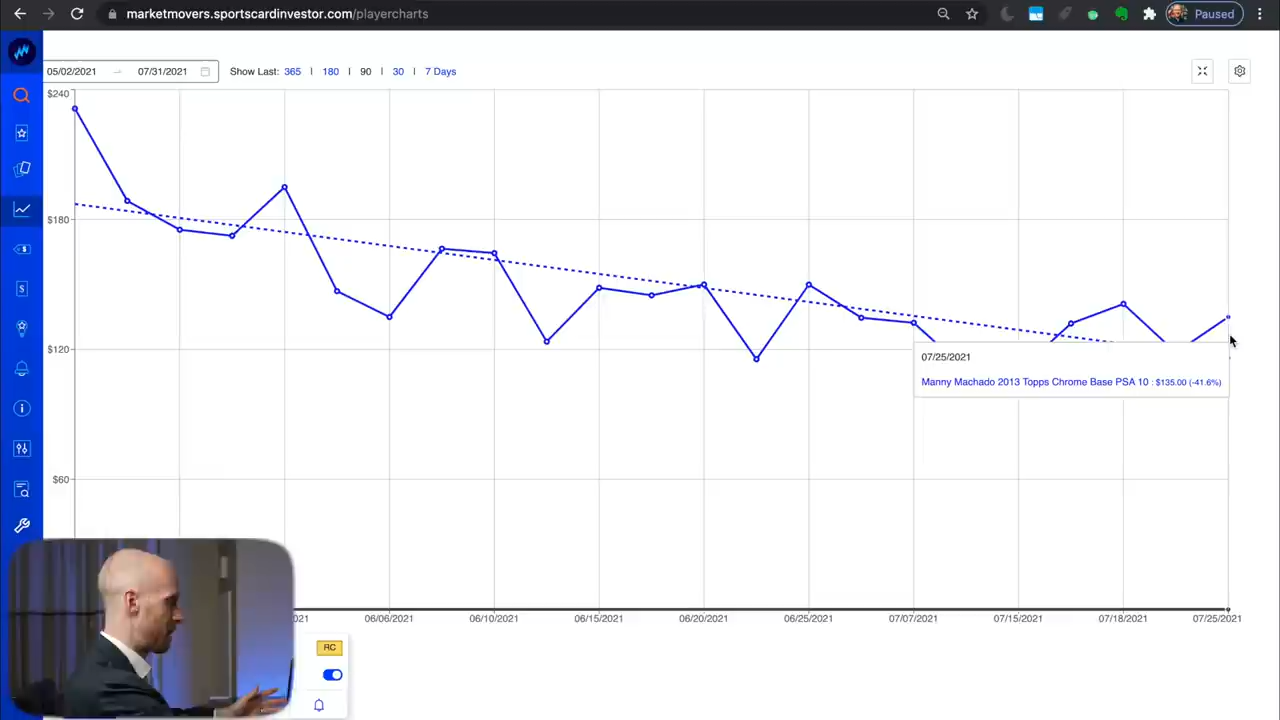 marketmovers.sportscardinvestor.com/playercharts
Paused
05/02/2021 → 07/31/2021
Show Last: 365 | 180 | 90 | 30 | 7 Days
$240
$180
$120
07/25/2021
Manny Machado 2013 Topps Chrome Base PSA 10 : $135.00 (-41.6%)
$60
021 06/06/2021 06/10/2021 06/15/2021 06/20/2021 06/25/2021 07/07/2021 07/15/2021 07/18/2021 07/25/2021
RC